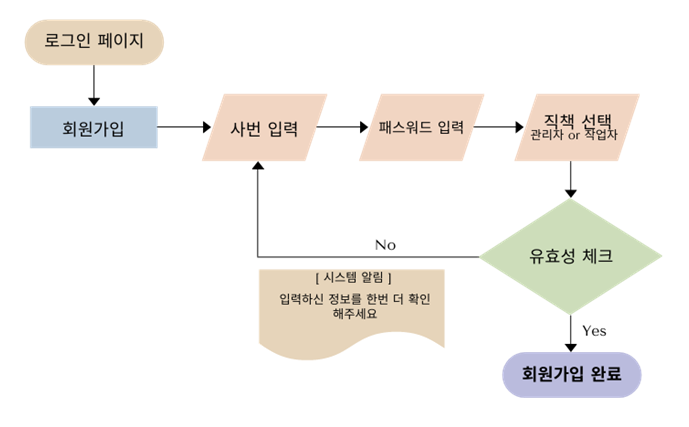 로그인 페이지
회원가입
사번 입력
패스워드 입력
직책 선택
관리자 or 작업자
유효성 체크
No
[ 시스템 알림 ]
입력하신 정보를 한번 더 확인
해주세요
Yes
회원가입 완료